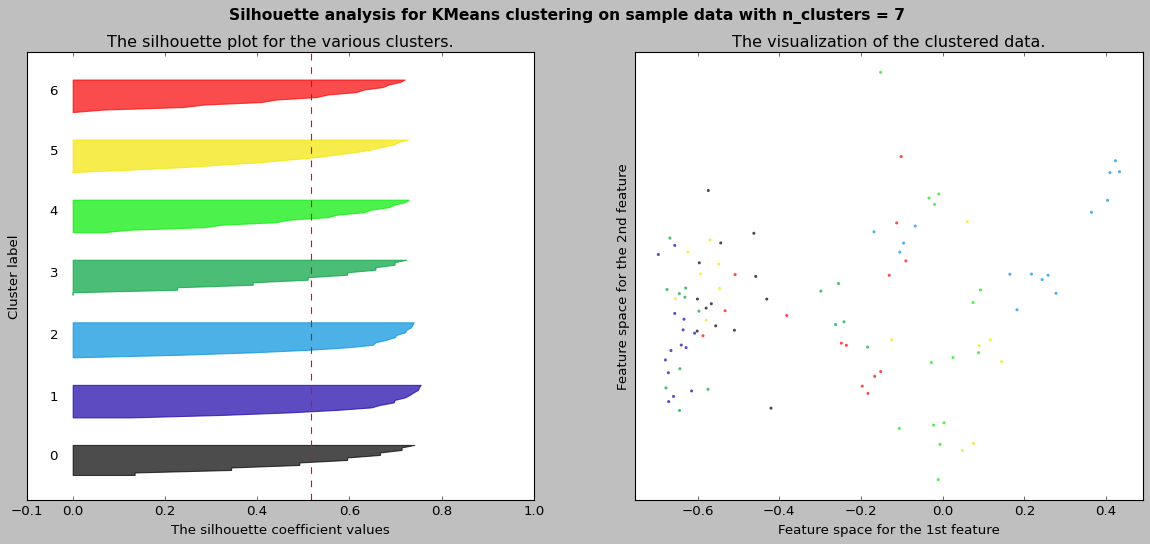 Silhouette analysis for KMeans clustering on sample data with n_clusters = 7
The silhouette plot for the various clusters.
6
5
4
3
2
1
0
Cluster label
−0.1 0.0 0.2 0.4 0.6 0.8 1.0
The silhouette coefficient values
The visualization of the clustered data.
Feature space for the 2nd feature
−0.6 −0.4 −0.2 0.0 0.2 0.4
Feature space for the 1st feature